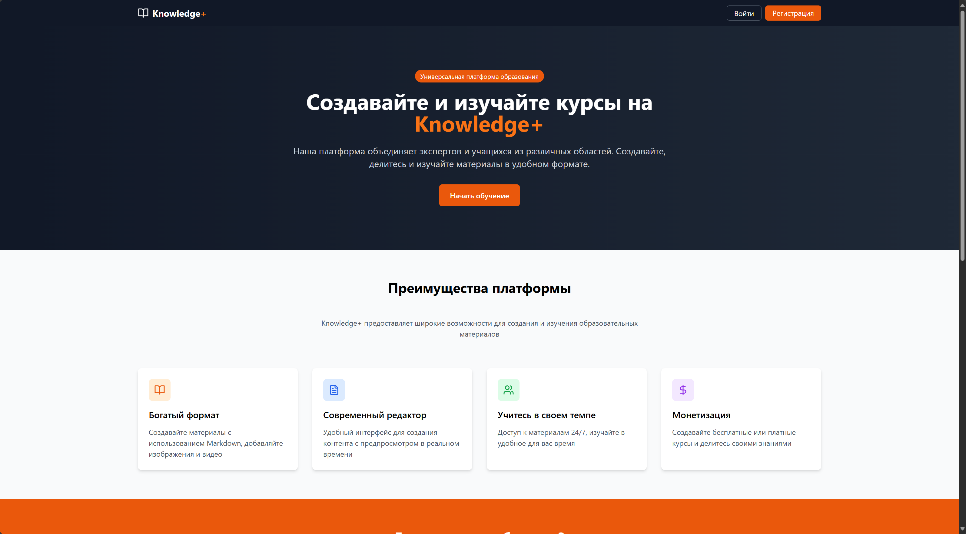 Knowledge+
Войти
Регистрация
Универсальная платформа образования
Создавайте и изучайте курсы на
Knowledge+
Наша платформа объединяет экспертов и учащихся из различных областей. Создавайте,
делитесь и изучайте материалы в удобном формате.
Начать обучение
Преимущества платформы
Knowledge+ предоставляет широкие возможности для создания и изучения образовательных
материалов
Богатый формат
Создавайте материалы с
использованием Markdown, добавляйте
изображения и видео
Современный редактор
Удобный интерфейс для создания
контента с предпросмотром в реальном
времени
Учитесь в своем темпе
Доступ к материалам 24/7, изучайте в
удобное для вас время
Монетизация
Создавайте бесплатные или платные
курсы и делитесь своими знаниями